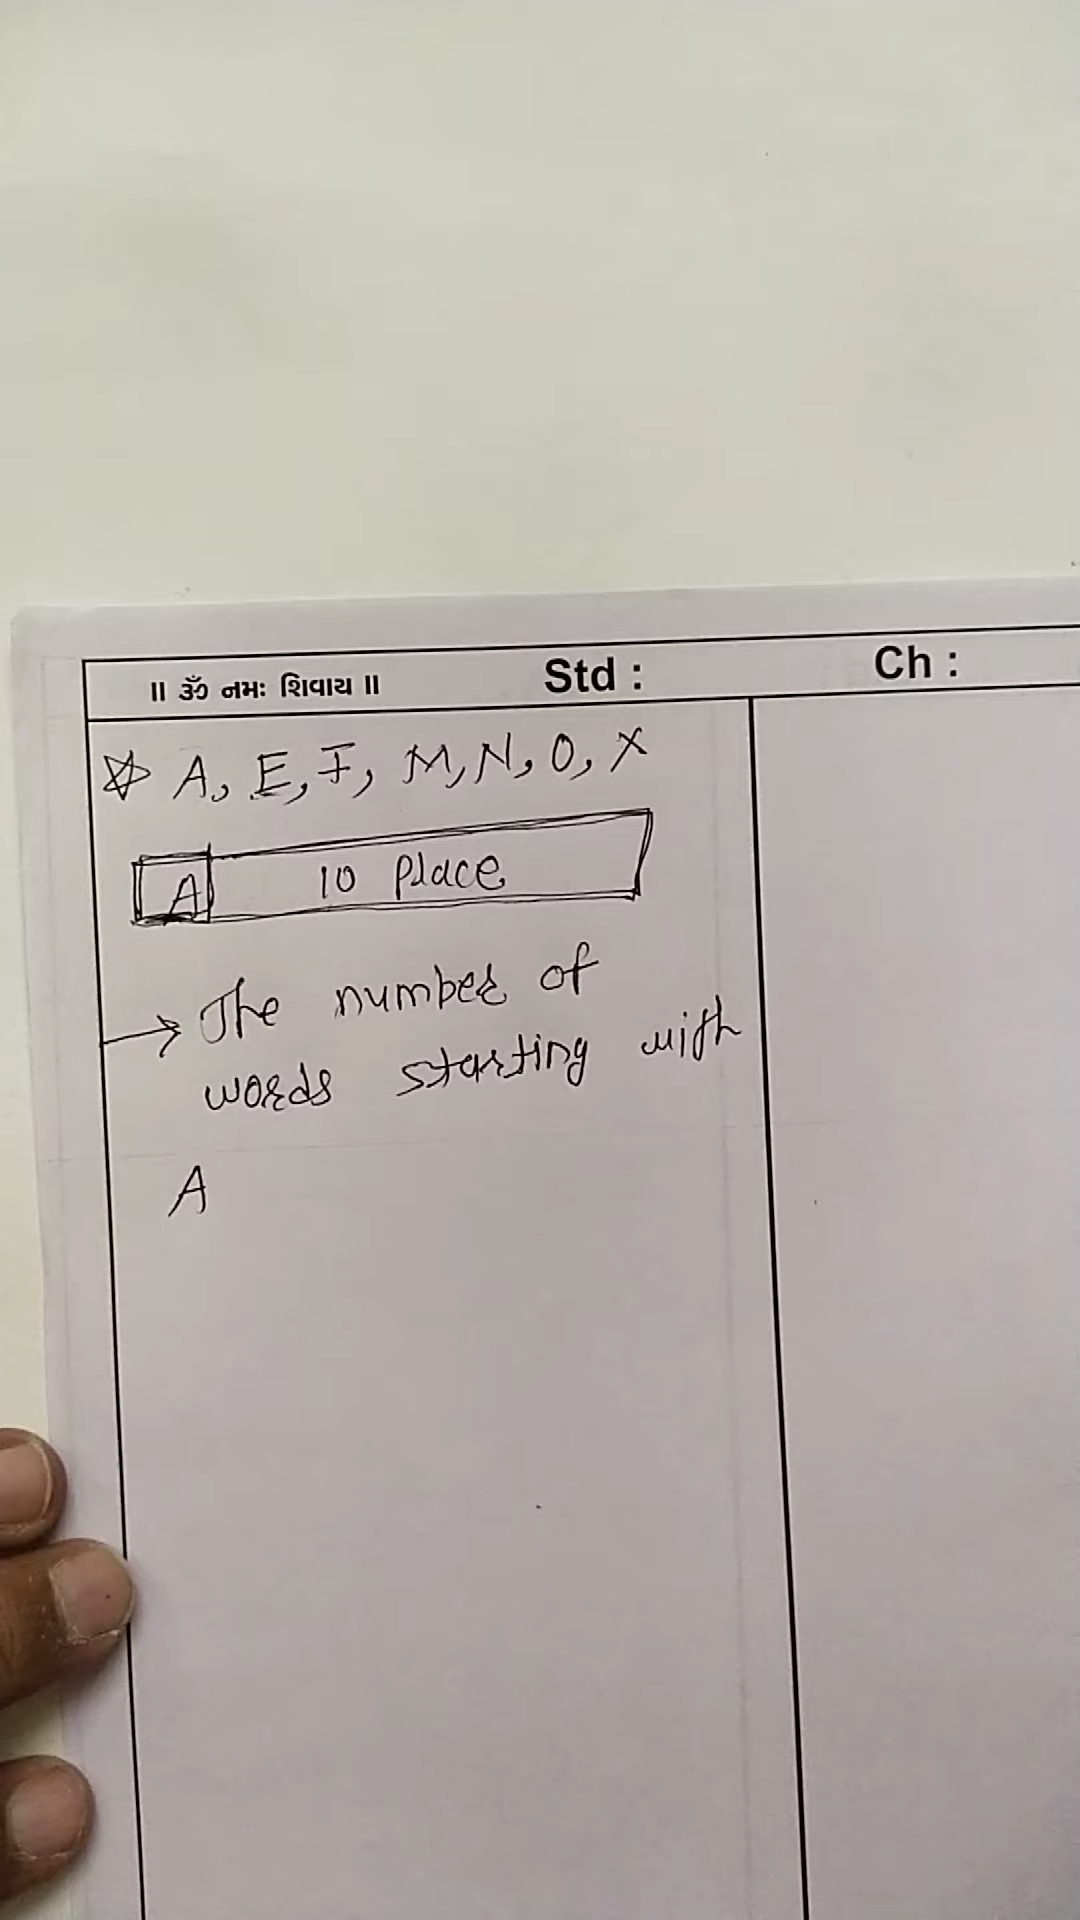 ॥ ૐ નમઃ શિવાય ॥ Std : Ch :
A, E, I, M, N, O, X
A 10 Place
→ The number of
words starting with
A